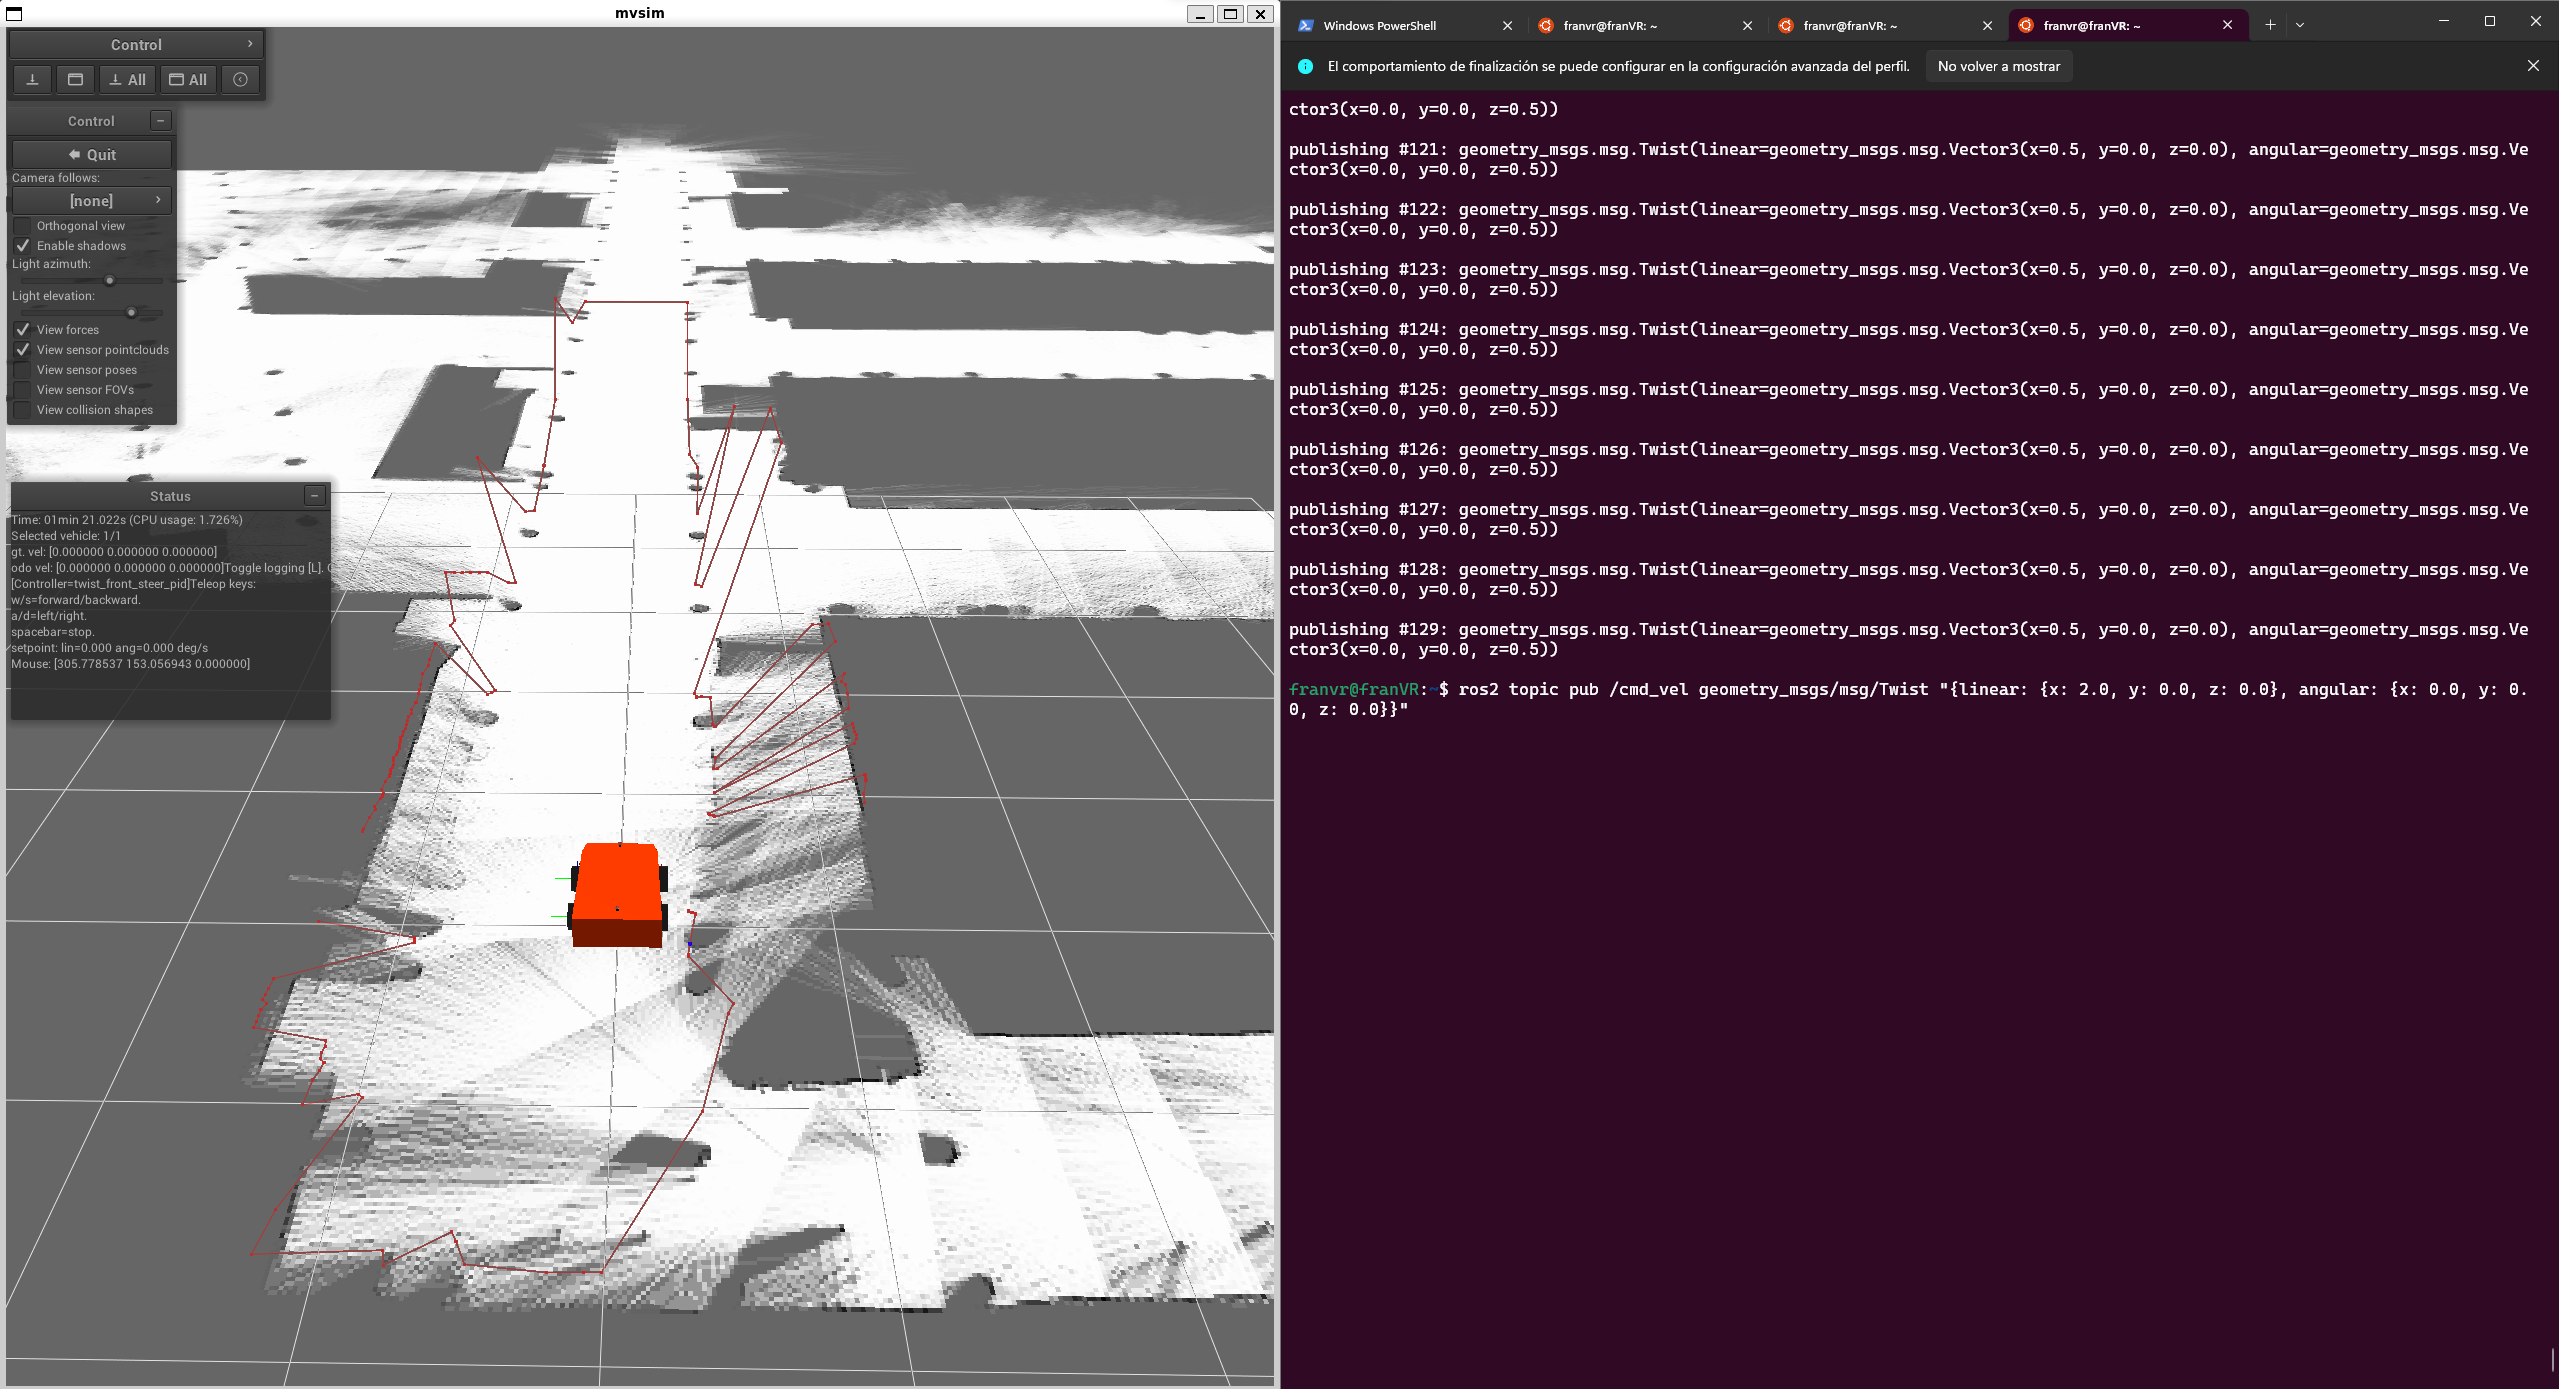 mvsim
Control
All
All
Control
Quit
Camera follows:
[none]
Orthogonal view
Enable shadows
Light azimuth:
Light elevation:
View forces
View sensor pointclouds
View sensor poses
View sensor FOVs
View collision shapes
Status
Time: 01min 21.022s (CPU usage: 1.726%)
Selected vehicle: 1/1
gt. vel: [0.000000 0.000000 0.000000]
odo vel: [0.000000 0.000000 0.000000]Toggle logging [L].
[Controller=twist_front_steer_pid]Teleop keys:
w/s=forward/backward.
a/d=left/right.
spacebar=stop.
setpoint: lin=0.000 ang=0.000 deg/s
Mouse: [305.778537 153.056943 0.000000]
Windows PowerShell
franvr@franVR: ~
franvr@franVR: ~
franvr@franVR: ~
El comportamiento de finalización se puede configurar en la configuración avanzada del perfil.
No volver a mostrar
ctor3(x=0.0, y=0.0, z=0.5))
publishing #121: geometry_msgs.msg.Twist(linear=geometry_msgs.msg.Vector3(x=0.5, y=0.0, z=0.0), angular=geometry_msgs.msg.Ve
ctor3(x=0.0, y=0.0, z=0.5))
publishing #122: geometry_msgs.msg.Twist(linear=geometry_msgs.msg.Vector3(x=0.5, y=0.0, z=0.0), angular=geometry_msgs.msg.Ve
ctor3(x=0.0, y=0.0, z=0.5))
publishing #123: geometry_msgs.msg.Twist(linear=geometry_msgs.msg.Vector3(x=0.5, y=0.0, z=0.0), angular=geometry_msgs.msg.Ve
ctor3(x=0.0, y=0.0, z=0.5))
publishing #124: geometry_msgs.msg.Twist(linear=geometry_msgs.msg.Vector3(x=0.5, y=0.0, z=0.0), angular=geometry_msgs.msg.Ve
ctor3(x=0.0, y=0.0, z=0.5))
publishing #125: geometry_msgs.msg.Twist(linear=geometry_msgs.msg.Vector3(x=0.5, y=0.0, z=0.0), angular=geometry_msgs.msg.Ve
ctor3(x=0.0, y=0.0, z=0.5))
publishing #126: geometry_msgs.msg.Twist(linear=geometry_msgs.msg.Vector3(x=0.5, y=0.0, z=0.0), angular=geometry_msgs.msg.Ve
ctor3(x=0.0, y=0.0, z=0.5))
publishing #127: geometry_msgs.msg.Twist(linear=geometry_msgs.msg.Vector3(x=0.5, y=0.0, z=0.0), angular=geometry_msgs.msg.Ve
ctor3(x=0.0, y=0.0, z=0.5))
publishing #128: geometry_msgs.msg.Twist(linear=geometry_msgs.msg.Vector3(x=0.5, y=0.0, z=0.0), angular=geometry_msgs.msg.Ve
ctor3(x=0.0, y=0.0, z=0.5))
publishing #129: geometry_msgs.msg.Twist(linear=geometry_msgs.msg.Vector3(x=0.5, y=0.0, z=0.0), angular=geometry_msgs.msg.Ve
ctor3(x=0.0, y=0.0, z=0.5))
franvr@franVR:~$ ros2 topic pub /cmd_vel geometry_msgs/msg/Twist "{linear: {x: 2.0, y: 0.0, z: 0.0}, angular: {x: 0.0, y: 0.
0, z: 0.0}}"